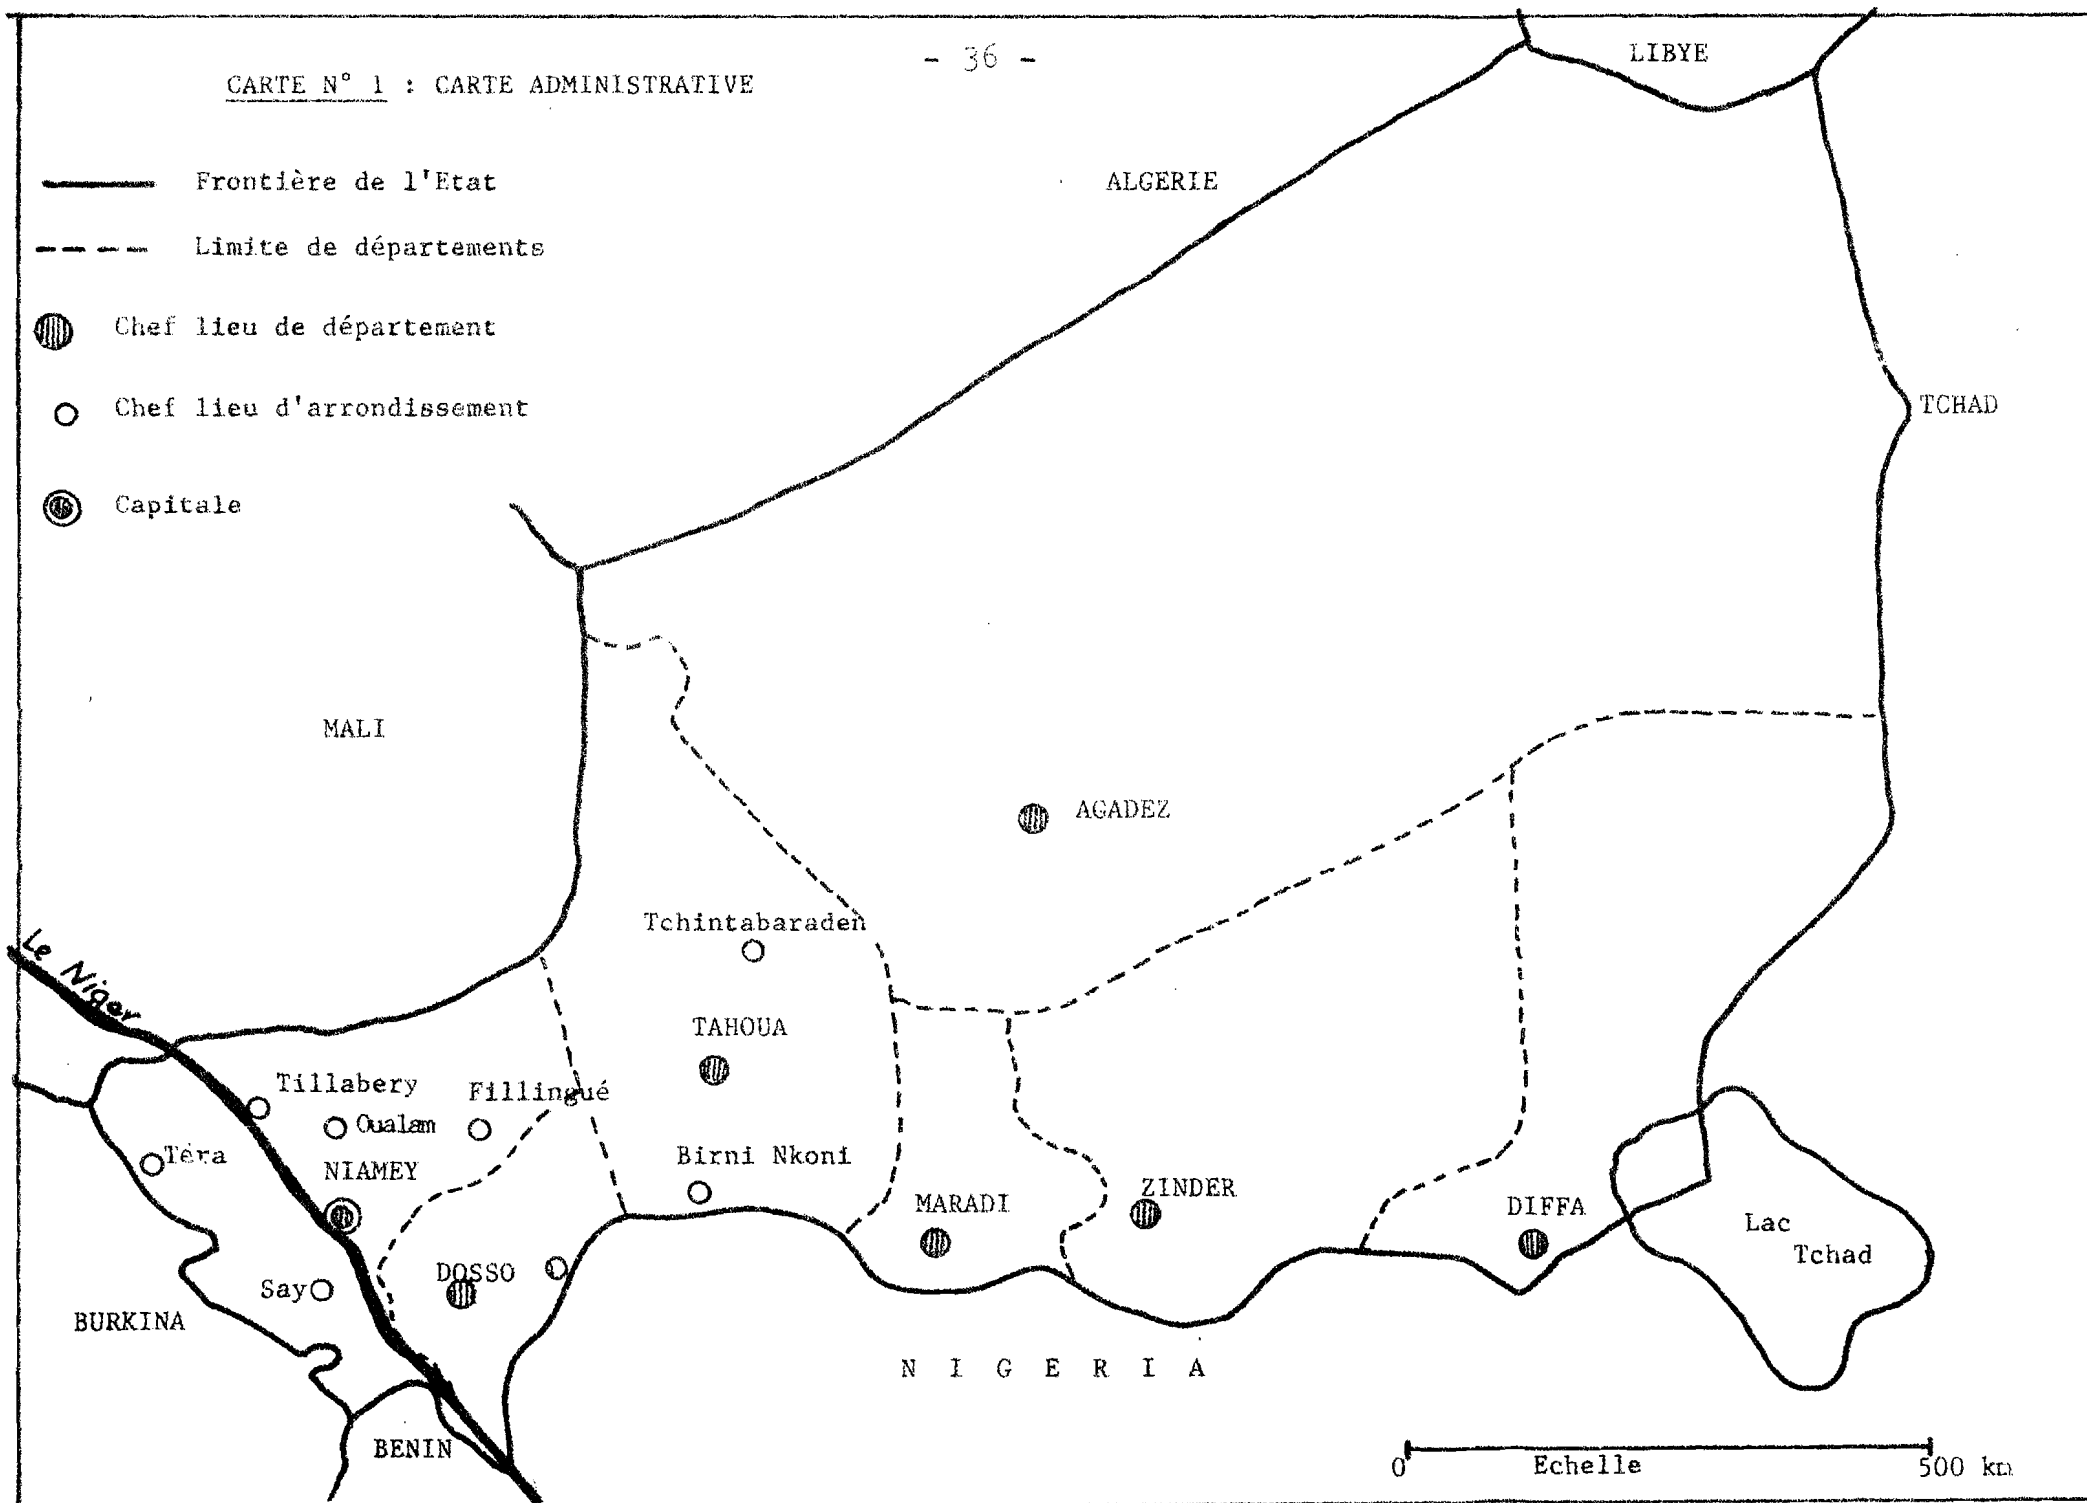 - 36 -
CARTE N° 1 : CARTE ADMINISTRATIVE
Frontière de l'Etat
Limite de départements
Chef lieu de département
Chef lieu d'arrondissement
Capitale
LIBYE
ALGERIE
TCHAD
MALI
AGADEZ
Tchintabaraden
Le Niger
TAHOUA
Tillabery
Fillingué
Oualam
Téra
NIAMEY
Birni Nkoni
MARADI
ZINDER
DIFFA
Lac
Tchad
DOSSO
Say
BURKINA
N I G E R I A
BENIN
0
Echelle
500 km